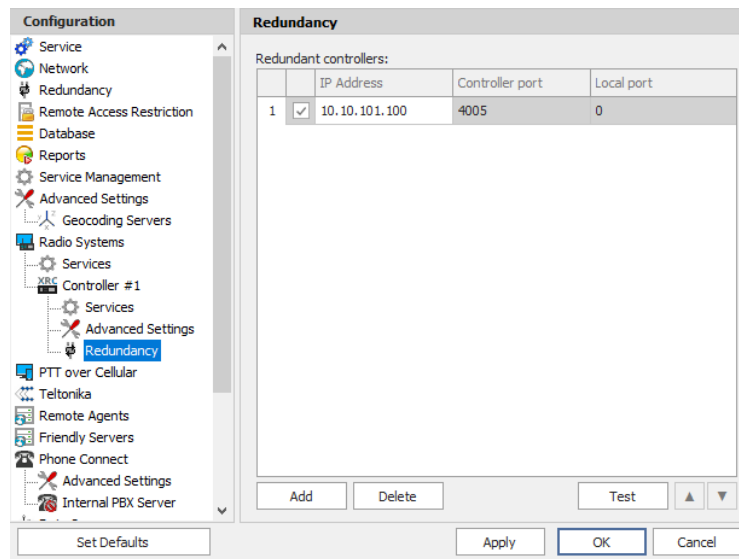 Configuration
Service
Network
Redundancy
Remote Access Restriction
Database
Reports
Service Management
Advanced Settings
Geocoding Servers
Radio Systems
Services
XRC Controller #1
Services
Advanced Settings
Redundancy
PTT over Cellular
Teltonika
Remote Agents
Friendly Servers
Phone Connect
Advanced Settings
Internal PBX Server
Set Defaults
Redundancy
Redundant controllers:
IP Address Controller port Local port
1 10.10.101.100 4005 0
Add Delete Test
Apply OK Cancel